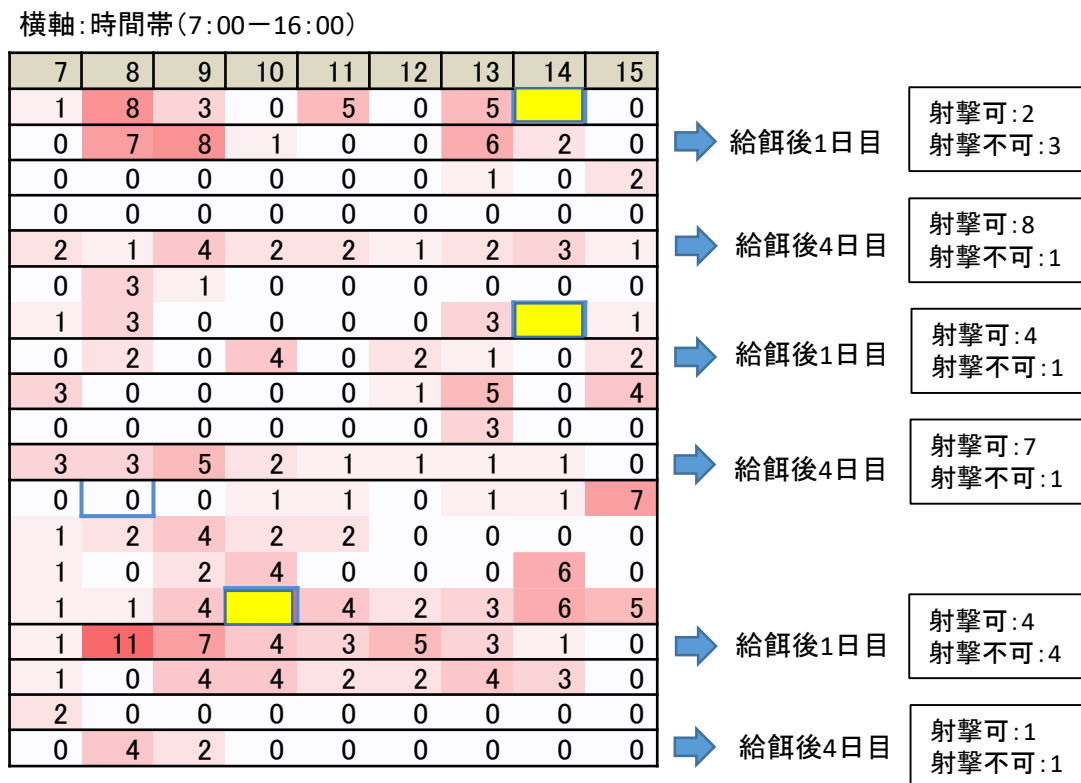 横軸:時間帯(7:00ー16:00)
7 8 9 10 11 12 13 14 15
1 8 3 0 5 0 5 0
0 7 8 1 0 0 6 2 0
給餌後1日目
射撃可:2
射撃不可:3
0 0 0 0 0 0 1 0 2
0 0 0 0 0 0 0 0 0
2 1 4 2 2 1 2 3 1
給餌後4日目
射撃可:8
射撃不可:1
0 3 1 0 0 0 0 0 0
1 3 0 0 0 0 3 1
0 2 0 4 0 2 1 0 2
給餌後1日目
射撃可:4
射撃不可:1
3 0 0 0 0 1 5 0 4
0 0 0 0 0 0 3 0 0
3 3 5 2 1 1 1 1 0
給餌後4日目
射撃可:7
射撃不可:1
0 0 0 1 1 0 1 1 7
1 2 4 2 2 0 0 0 0
1 0 2 4 0 0 0 6 0
1 1 4 4 2 3 6 5
1 11 7 4 3 5 3 1 0
給餌後1日目
射撃可:4
射撃不可:4
1 0 4 4 2 2 4 3 0
2 0 0 0 0 0 0 0 0
0 4 2 0 0 0 0 0 0
給餌後4日目
射撃可:1
射撃不可:1